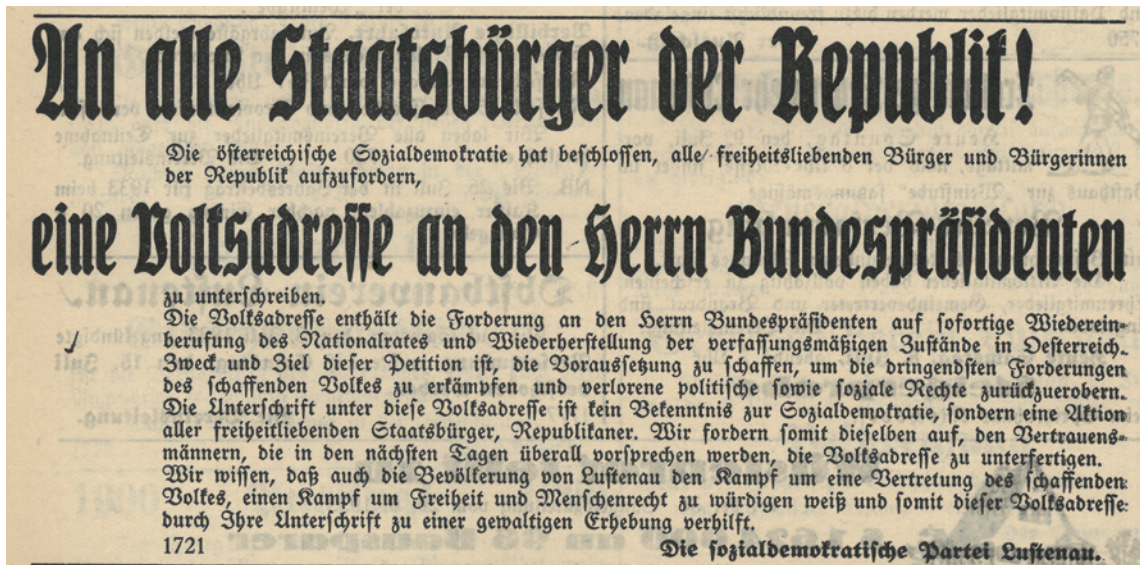 An alle Staatsbürger der Republik!
Die österreichische Sozialdemokratie hat beschlossen, alle freiheitsliebenden Bürger und Bürgerinnen
der Republik aufzufordern,
eine Volksadresse an den Herrn Bundespräsidenten
zu unterschreiben.
Die Volksadresse enthält die Forderung an den Herrn Bundespräsidenten auf sofortige Wiederein-
berufung des Nationalrates und Wiederherstellung der verfassungsmäßigen Zustände in Oesterreich.
Zweck und Ziel dieser Petition ist, die Voraussetzung zu schaffen, um die dringendsten Forderungen
des schaffenden Volkes zu erkämpfen und verlorene politische sowie soziale Rechte zurückzuerobern.
Die Unterschrift unter diese Volksadresse ist kein Bekenntnis zur Sozialdemokratie, sondern eine Aktion
aller freiheitliebenden Staatsbürger, Republikaner. Wir fordern somit dieselben auf, den Vertrauens-
männern, die in den nächsten Tagen überall vorsprechen werden, die Volksadresse zu unterfertigen.
Wir wissen, daß auch die Bevölkerung von Lustenau den Kampf um eine Vertretung des schaffenden
Volkes, einen Kampf um Freiheit und Menschenrecht zu würdigen weiß und somit dieser Volksadresse
durch Ihre Unterschrift zu einer gewaltigen Erhebung verhilft.
1721 Die sozialdemokratische Partei Lustenau.